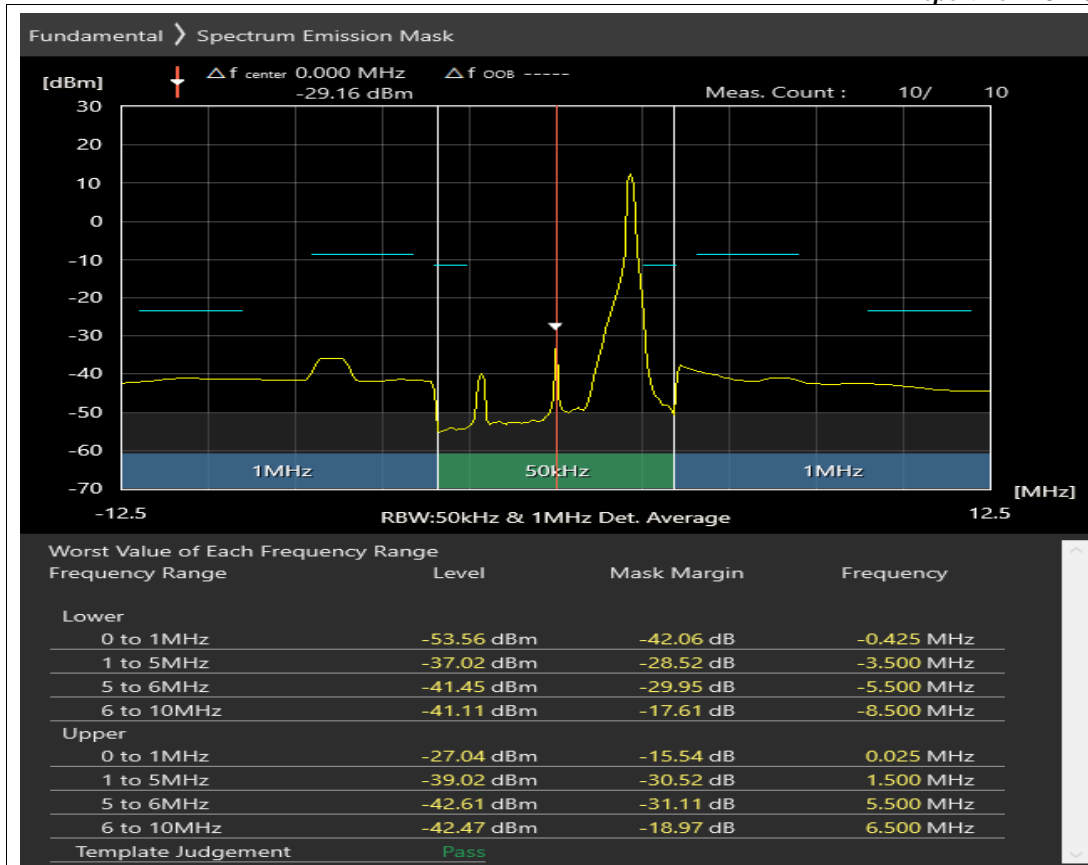 Fundamental 〉 Spectrum Emission Mask
[dBm] △f center 0.000 MHz △f OOB -----
-29.16 dBm Meas. Count : 10/ 10
30
20
10
0
-10
-20
-30
-40
-50
-60
-70
1MHz 50kHz 1MHz
[MHz]
-12.5 RBW:50kHz & 1MHz Det. Average 12.5
Worst Value of Each Frequency Range
Frequency Range Level Mask Margin Frequency
Lower
0 to 1MHz -53.56 dBm -42.06 dB -0.425 MHz
1 to 5MHz -37.02 dBm -28.52 dB -3.500 MHz
5 to 6MHz -41.45 dBm -29.95 dB -5.500 MHz
6 to 10MHz -41.11 dBm -17.61 dB -8.500 MHz
Upper
0 to 1MHz -27.04 dBm -15.54 dB 0.025 MHz
1 to 5MHz -39.02 dBm -30.52 dB 1.500 MHz
5 to 6MHz -42.61 dBm -31.11 dB 5.500 MHz
6 to 10MHz -42.47 dBm -18.97 dB 6.500 MHz
Template Judgement Pass